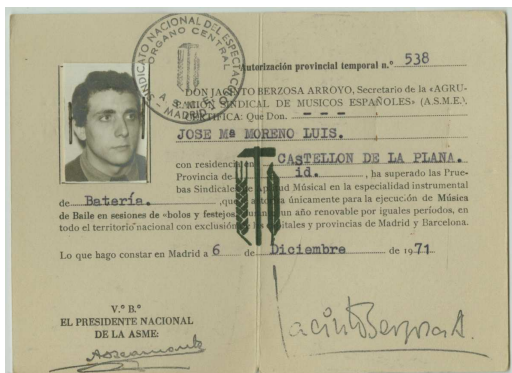 SINDICATO NACIONAL DEL ESPECTACULO
ORGANO CENTRAL
A. S. M. E.
- MADRID -
Autorización provincial temporal n.º 538
DON JACINTO BERZOSA ARROYO, Secretario de la «AGRU-
PACION SINDICAL DE MUSICOS ESPAÑOLES» (A.S.M.E.).
CERTIFICA: Que Don. - - -
JOSE Mª MORENO LUIS.
con residencia en CASTELLON DE LA PLANA.
Provincia de id. , ha superado las Prue-
bas Sindicales de Aptitud Músical en la especialidad instrumental
de Batería. , que autoriza únicamente para la ejecución de Música
de Baile en sesiones de «bolos y festejos, durante un año renovable por iguales períodos, en
todo el territorio nacional con exclusión de las capitales y provincias de Madrid y Barcelona.
Lo que hago constar en Madrid a 6 de Diciembre de 1971
V.º B.º
EL PRESIDENTE NACIONAL
DE LA ASME:
Jacinto Berzosa A.